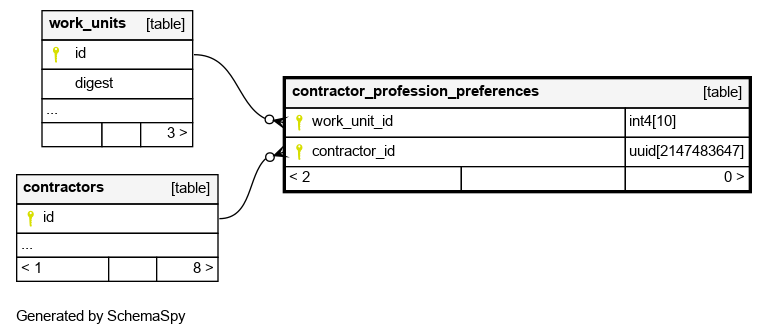 work_units [table]
id
digest
...
3 >
contractor_profession_preferences [table]
work_unit_id int4[10]
contractor_id uuid[2147483647]
< 2 0 >
contractors [table]
id
...
< 1 8 >
Generated by SchemaSpy